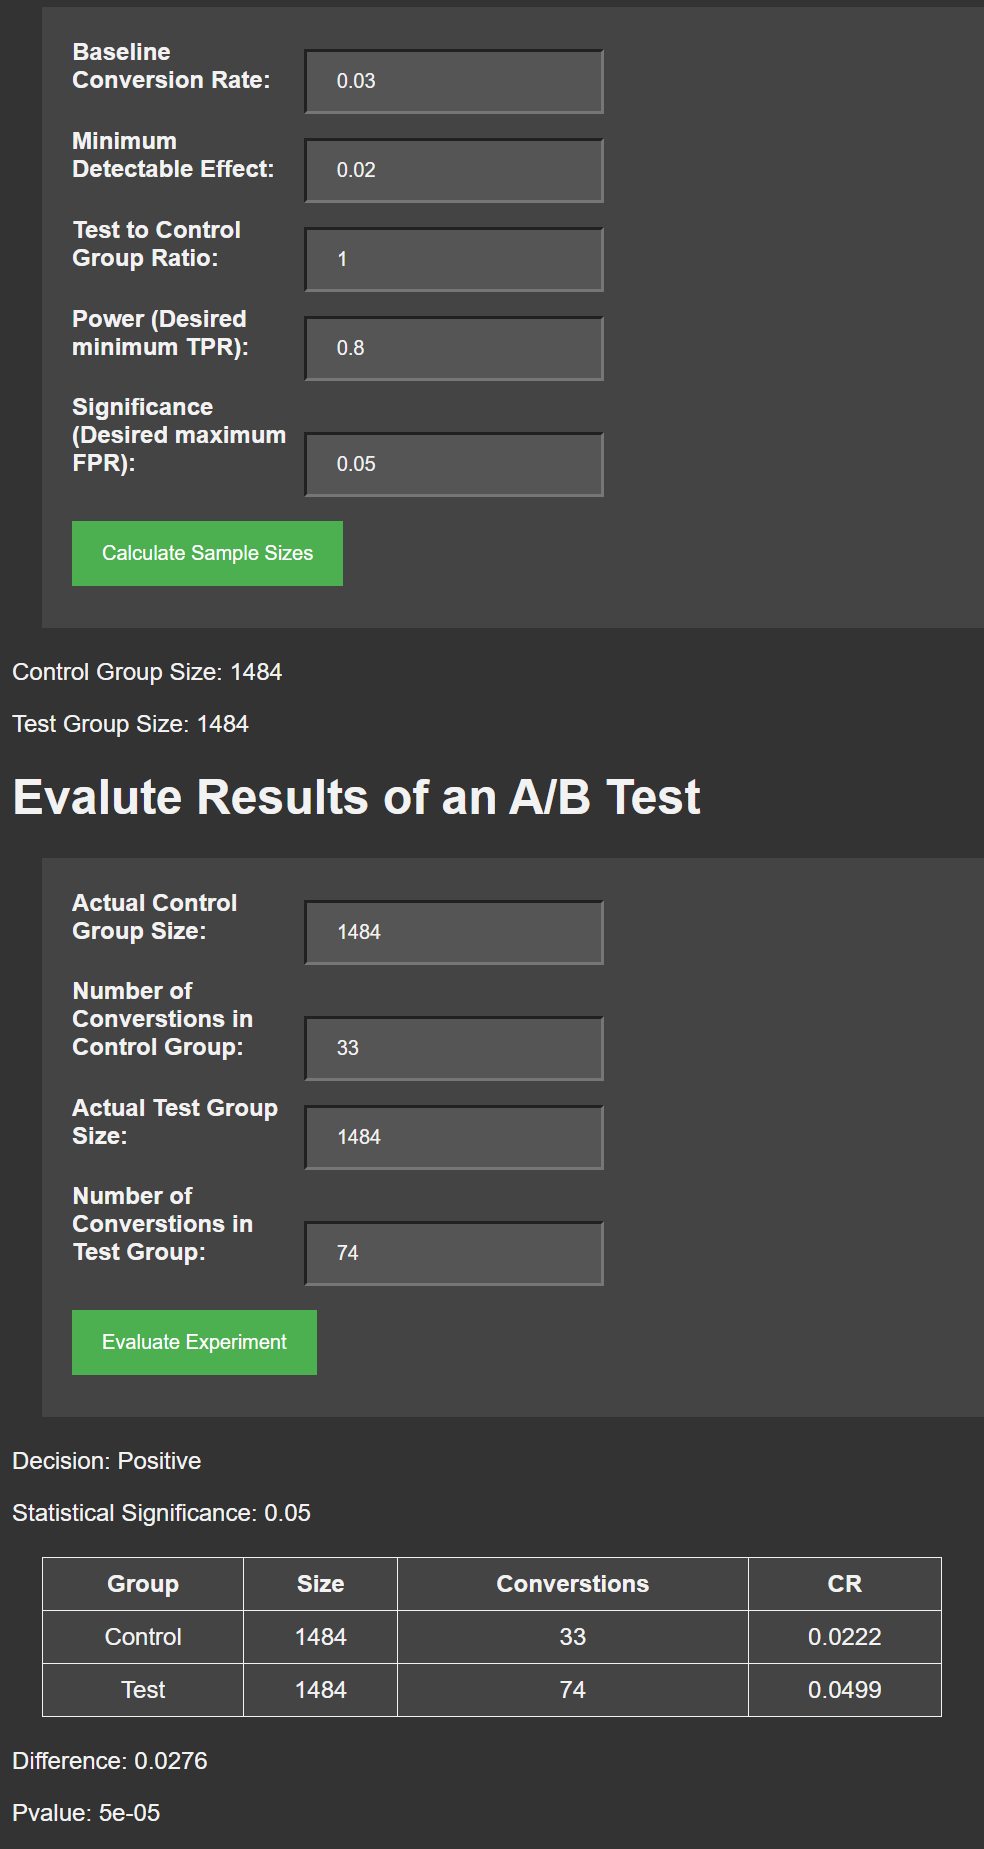 Baseline
Conversion Rate:
0.03
Minimum
Detectable Effect:
0.02
Test to Control
Group Ratio:
1
Power (Desired
minimum TPR):
0.8
Significance
(Desired maximum
FPR):
0.05
Calculate Sample Sizes
Control Group Size: 1484
Test Group Size: 1484
Evalute Results of an A/B Test
Actual Control
Group Size:
1484
Number of
Converstions in
Control Group:
33
Actual Test Group
Size:
1484
Number of
Converstions in
Test Group:
74
Evaluate Experiment
Decision: Positive
Statistical Significance: 0.05
Group Size Converstions CR
Control 1484 33 0.0222
Test 1484 74 0.0499
Difference: 0.0276
Pvalue: 5e-05